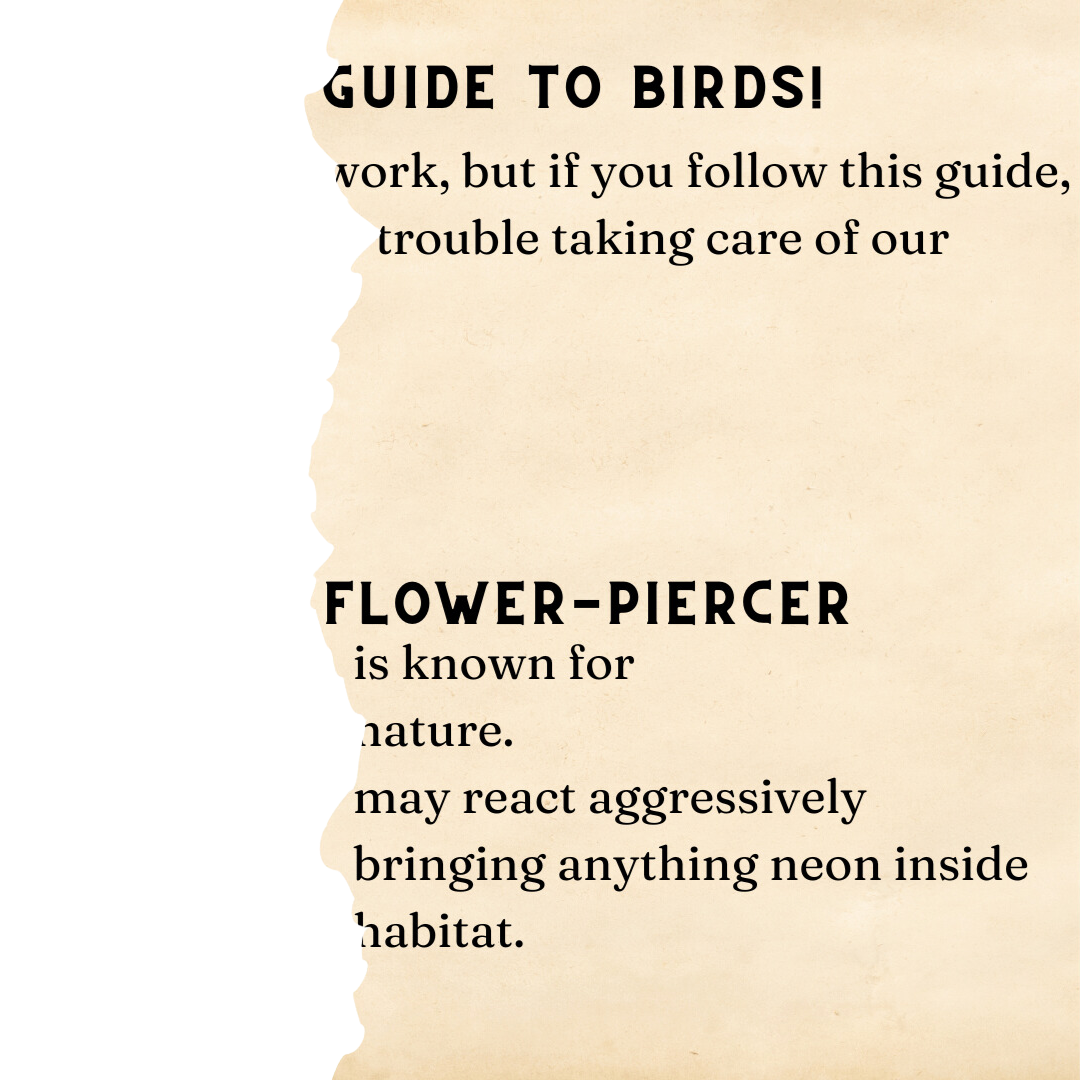 GUIDE TO BIRDS!
work, but if you follow this guide,
trouble taking care of our
FLOWER-PIERCER
is known for
nature.
may react aggressively
bringing anything neon inside
habitat.